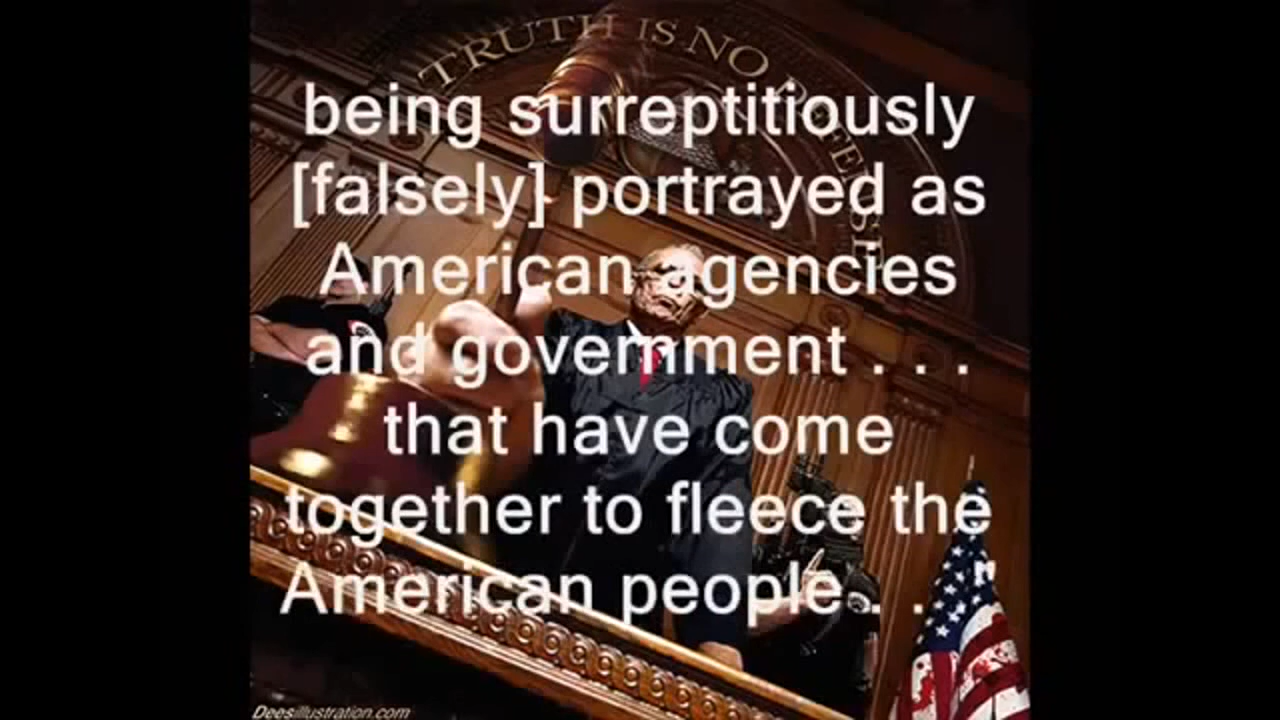 TRUTH IS NO DEFENSE
being surreptitiously
[falsely] portrayed as
American agencies
and government . . .
that have come
together to fleece the
American people . . "
Deesillustration.com